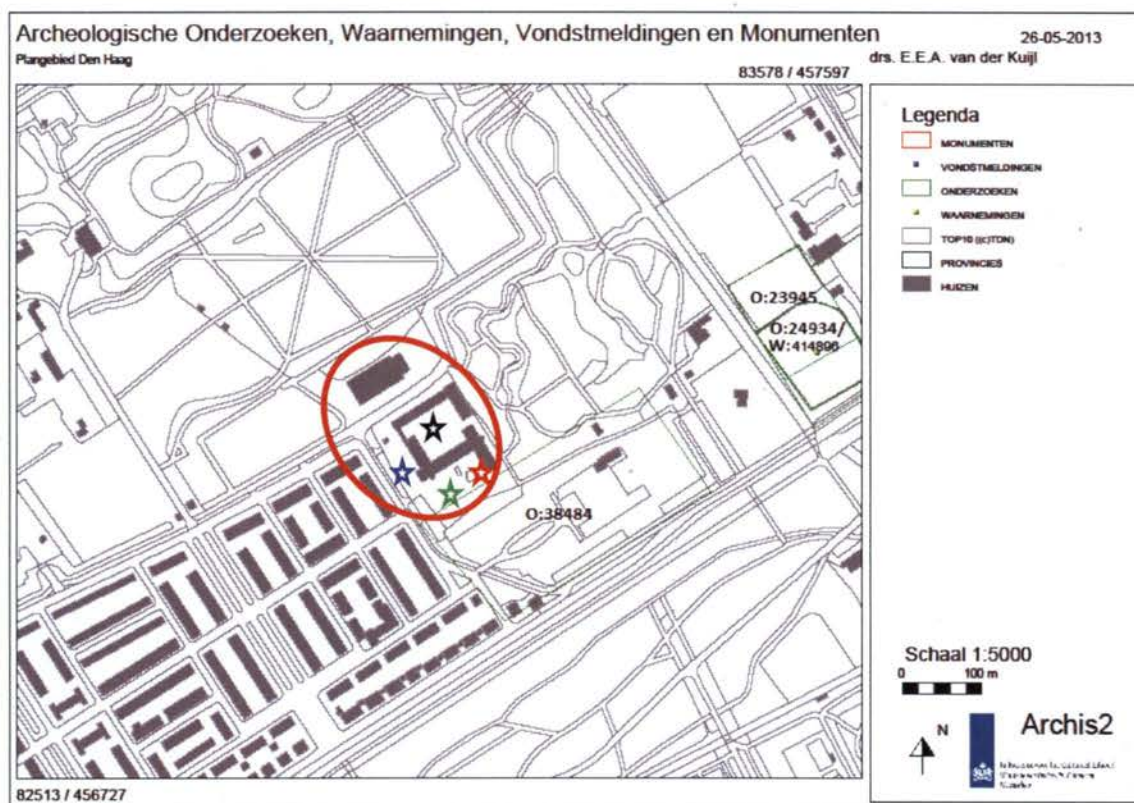 Archeologische Onderzoeken, Waarnemingen, Vondstmeldingen en Monumenten
26-05-2013
Plangebied Den Haag
drs. E.E.A. van der Kuijl
83578 / 457597
Legenda
MONUMENTEN
VONDSTMELDINGEN
ONDERZOEKEN
WAARNEMINGEN
TOP10 ((c)TDN)
PROVINCIES
HUIZEN
O:23945
O:24934/
W:414896
O:38484
Schaal 1:5000
0 100 m
N
Archis2
82513 / 456727